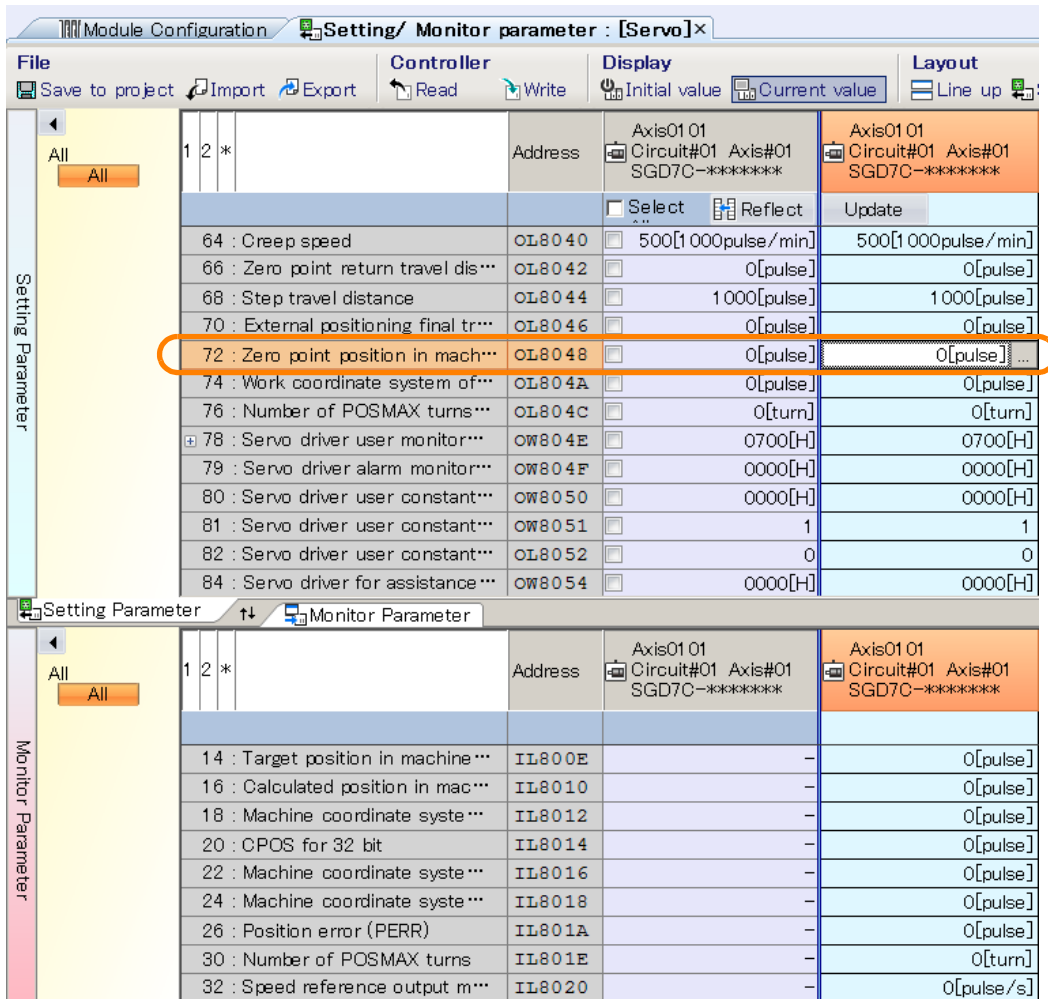 Module Configuration Setting/ Monitor parameter : [Servo]×
File Controller Display Layout
Save to project Import Export Read Write Initial value Current value Line up
All
All
1 2 * Address Axis0101 Circuit#01 Axis#01 SGD7C-******* Axis0101 Circuit#01 Axis#01 SGD7C-*******
Select Reflect Update
Setting Parameter
64 : Creep speed OL8040 500[1000pulse/min] 500[1000pulse/min]
66 : Zero point return travel dis··· OL8042 0[pulse] 0[pulse]
68 : Step travel distance OL8044 1000[pulse] 1000[pulse]
70 : External positioning final tr··· OL8046 0[pulse] 0[pulse]
72 : Zero point position in mach··· OL8048 0[pulse] 0[pulse] ...
74 : Work coordinate system of··· OL804A 0[pulse] 0[pulse]
76 : Number of POSMAX turns··· OL804C 0[turn] 0[turn]
78 : Servo driver user monitor··· OW804E 0700[H] 0700[H]
79 : Servo driver alarm monitor··· OW804F 0000[H] 0000[H]
80 : Servo driver user constant··· OW8050 0000[H] 0000[H]
81 : Servo driver user constant··· OW8051 1 1
82 : Servo driver user constant··· OL8052 0 0
84 : Servo driver for assistance··· OW8054 0000[H] 0000[H]
Setting Parameter Monitor Parameter
All
All
1 2 * Address Axis0101 Circuit#01 Axis#01 SGD7C-******* Axis0101 Circuit#01 Axis#01 SGD7C-*******
Monitor Parameter
14 : Target position in machine··· IL800E - 0[pulse]
16 : Calculated position in mac··· IL8010 - 0[pulse]
18 : Machine coordinate syste··· IL8012 - 0[pulse]
20 : CPOS for 32 bit IL8014 - 0[pulse]
22 : Machine coordinate syste··· IL8016 - 0[pulse]
24 : Machine coordinate syste··· IL8018 - 0[pulse]
26 : Position error (PERR) IL801A - 0[pulse]
30 : Number of POSMAX turns IL801E - 0[turn]
32 : Speed reference output m··· IL8020 - 0[pulse/s]